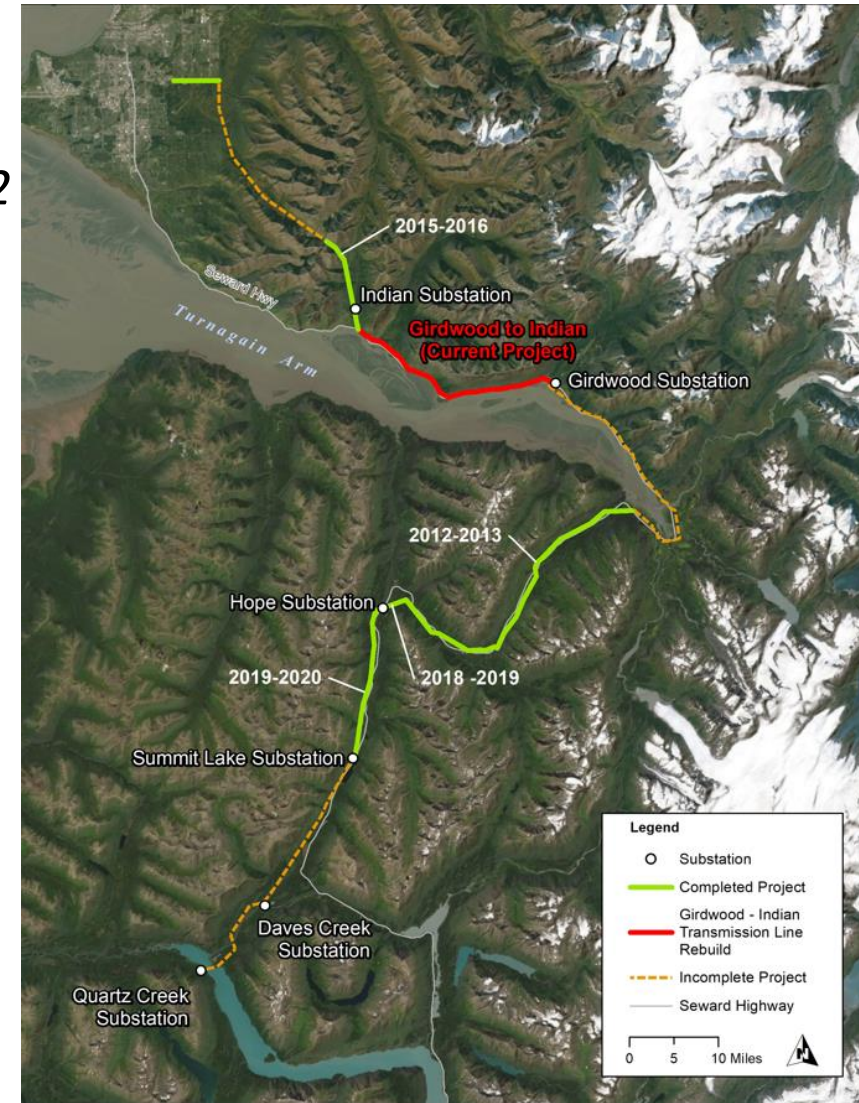 2
2015-2016
Seward Hwy
Indian Substation
Turnagain Arm
Girdwood to Indian
(Current Project)
Girdwood Substation
2012-2013
Hope Substation
2019-2020
2018 -2019
Summit Lake Substation
Daves Creek
Substation
Quartz Creek
Substation
Legend
Substation
Completed Project
Girdwood - Indian
Transmission Line
Rebuild
Incomplete Project
Seward Highway
0 5 10 Miles
N